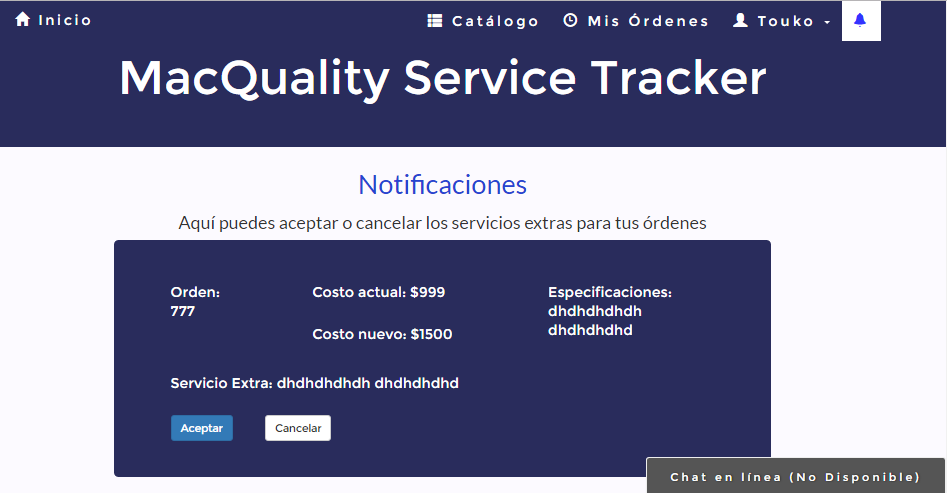 Inicio
Catálogo
Mis Órdenes
Touko
MacQuality Service Tracker
Notificaciones
Aquí puedes aceptar o cancelar los servicios extras para tus órdenes
Orden:
777
Costo actual: $999
Costo nuevo: $1500
Especificaciones:
dhdhdhdhdh
dhdhdhdhd
Servicio Extra: dhdhdhdhdh dhdhdhdhd
Aceptar
Cancelar
Chat en línea (No Disponible)